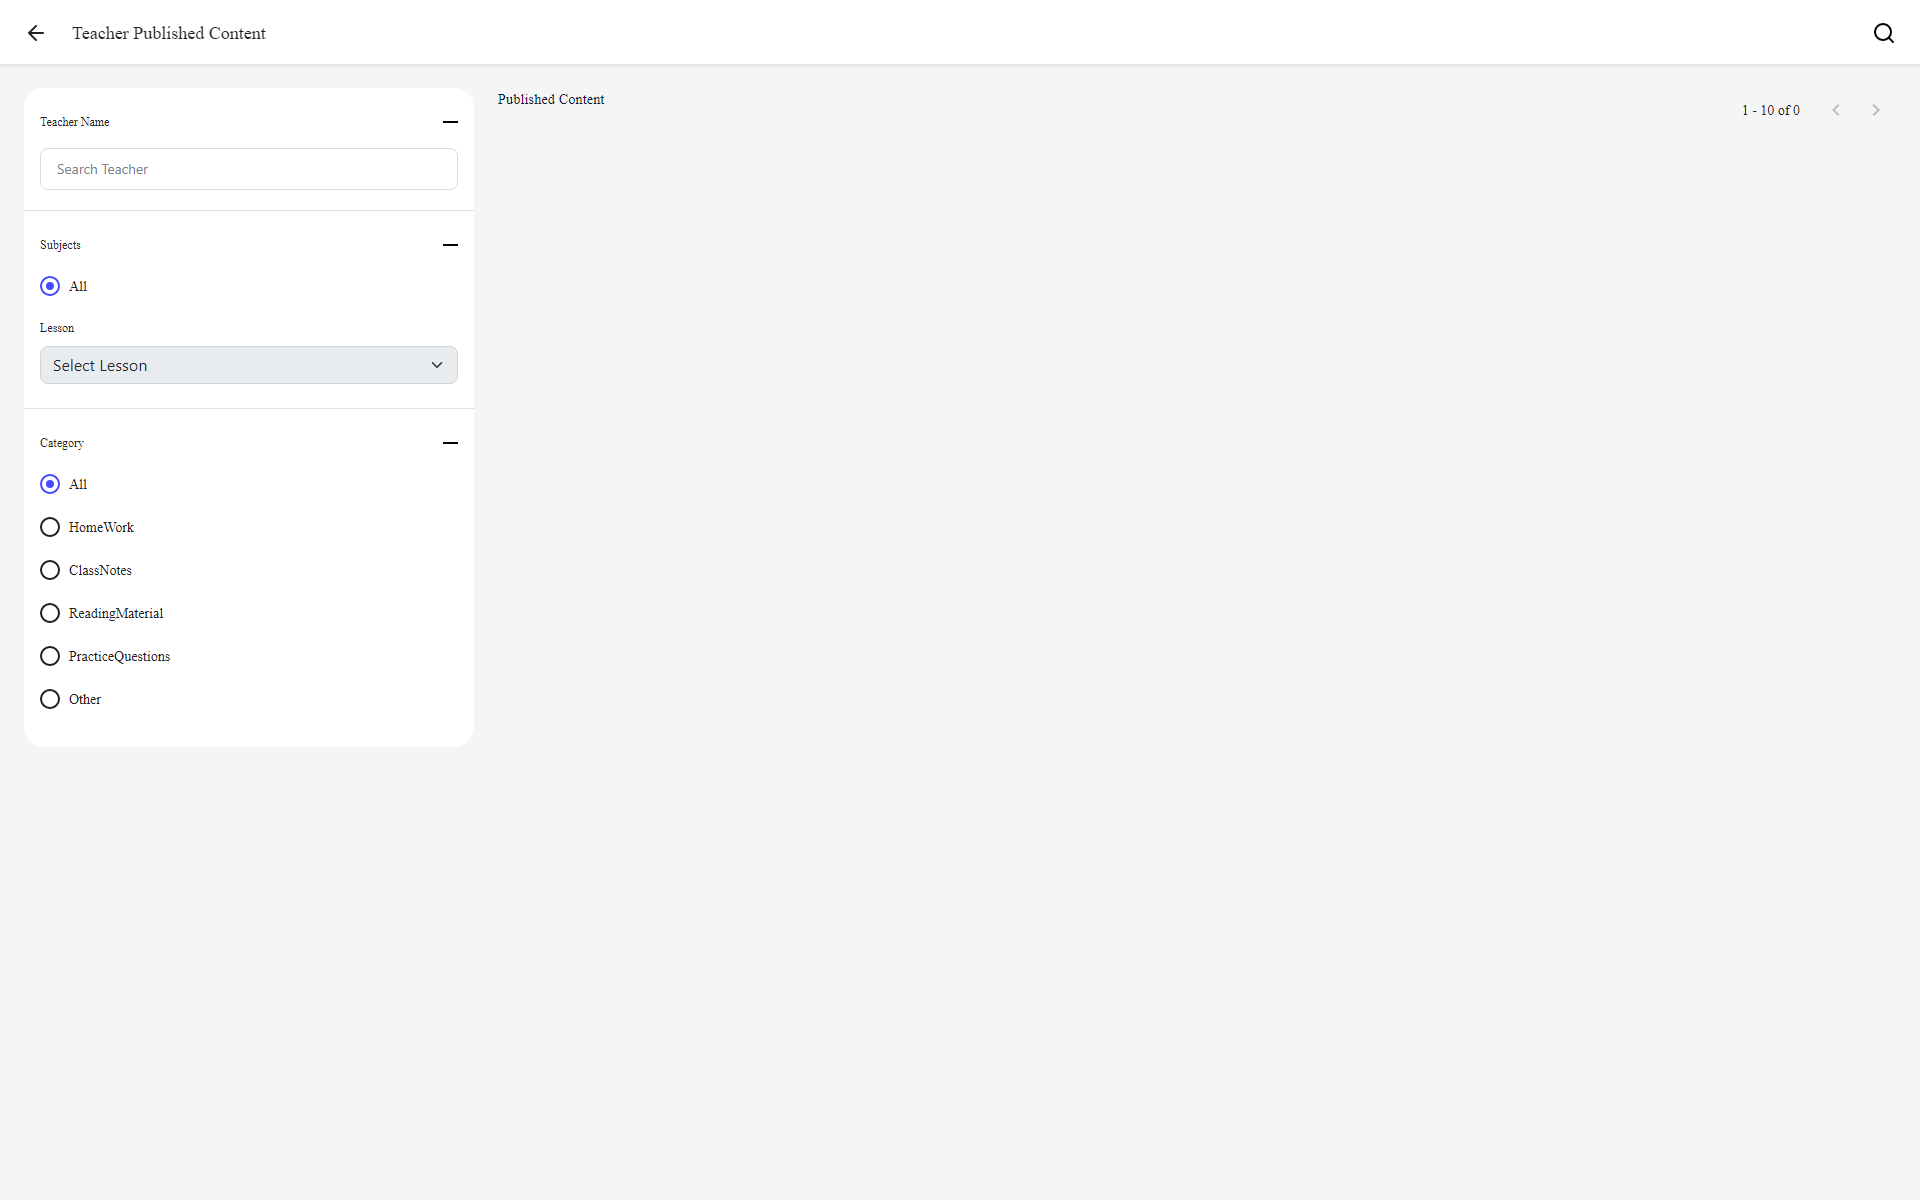 Teacher Published Content
Teacher Name
Search Teacher
Subjects
All
Lesson
Select Lesson
Category
All
HomeWork
ClassNotes
ReadingMaterial
PracticeQuestions
Other
Published Content
1 - 10 of 0